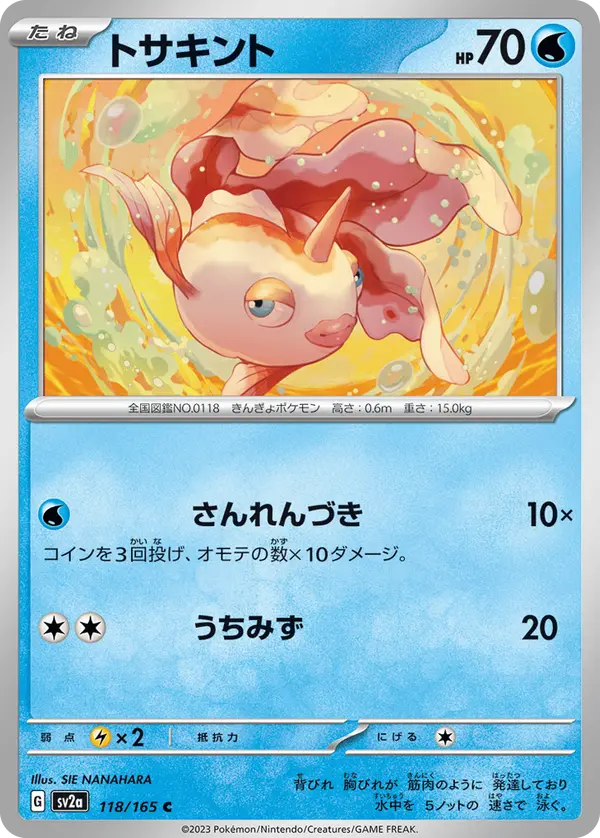 たね トサキント HP70
全国図鑑NO.0118 きんぎょポケモン 高さ:0.6m 重さ:15.0kg
さんれんづき 10×
コインを3回投げ、オモテの数×10ダメージ。
うちみず 20
弱点 ×2 抵抗力 にげる
Illus. SIE NANAHARA
G sv2a 118/165 C
背びれ 胸びれが 筋肉のように 発達しており
水中を 5ノットの 速さで 泳ぐ。
©2023 Pokémon/Nintendo/Creatures/GAME FREAK.